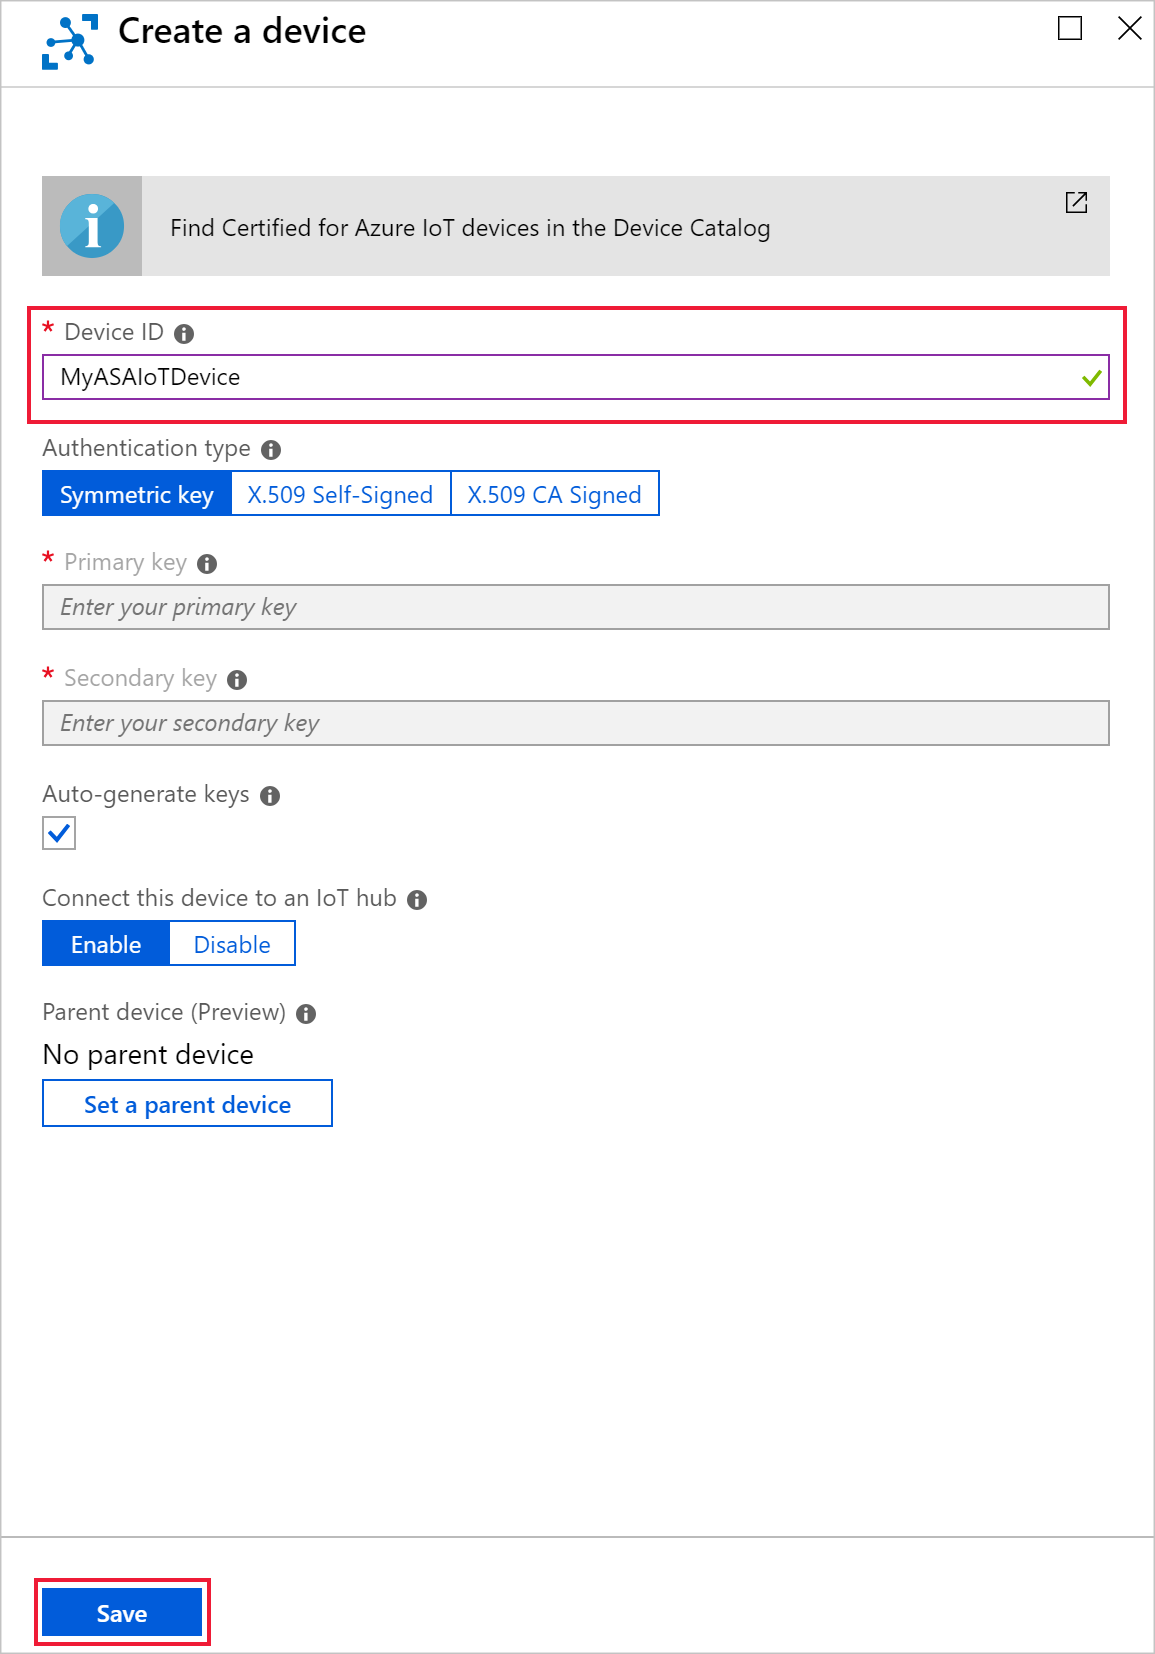 Create a device
Find Certified for Azure IoT devices in the Device Catalog
* Device ID
MyASAIoTDevice
Authentication type
Symmetric key X.509 Self-Signed X.509 CA Signed
* Primary key
Enter your primary key
* Secondary key
Enter your secondary key
Auto-generate keys
Connect this device to an IoT hub
Enable Disable
Parent device (Preview)
No parent device
Set a parent device
Save